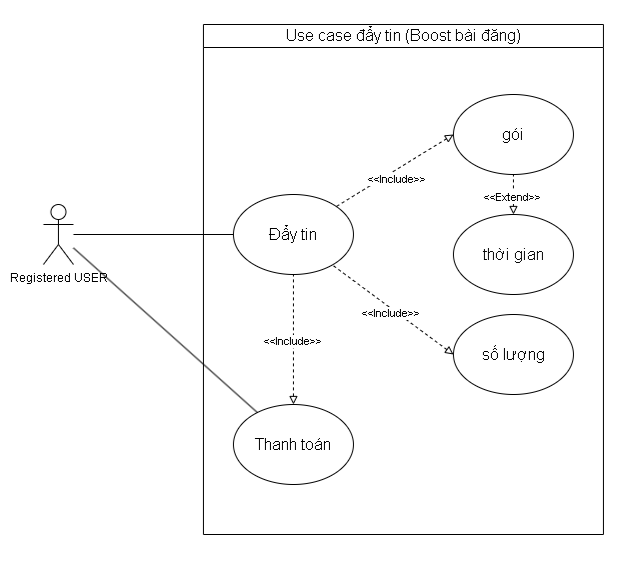 Use case đẩy tin (Boost bài đăng)
gói
<<Include>>
<<Extend>>
Đẩy tin
thời gian
Registered USER
<<Include>>
<<Include>>
số lượng
Thanh toán